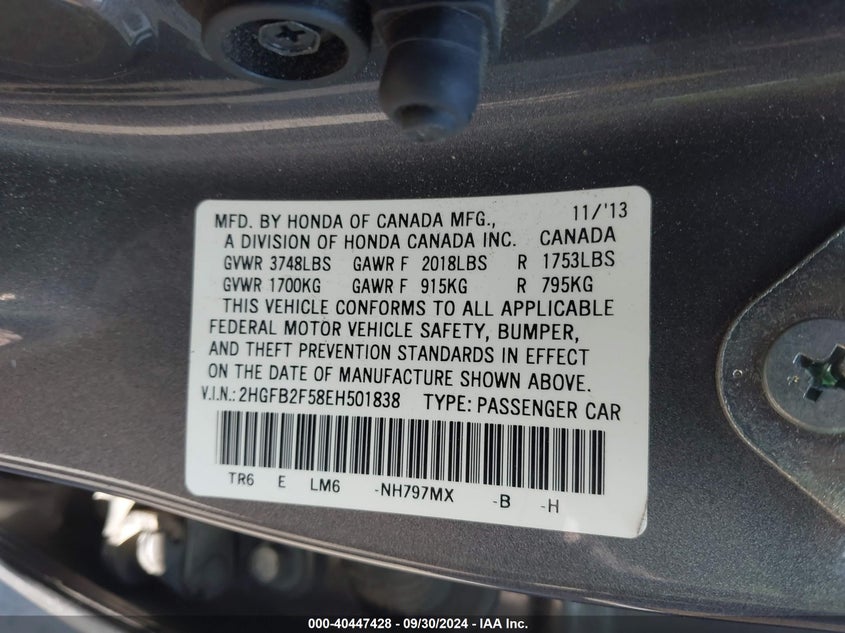 MFD. BY HONDA OF CANADA MFG., 11/'13
A DIVISION OF HONDA CANADA INC. CANADA
GVWR 3748LBS GAWR F 2018LBS R 1753LBS
GVWR 1700KG GAWR F 915KG R 795KG
THIS VEHICLE CONFORMS TO ALL APPLICABLE
FEDERAL MOTOR VEHICLE SAFETY, BUMPER,
AND THEFT PREVENTION STANDARDS IN EFFECT
ON THE DATE OF MANUFACTURE SHOWN ABOVE.
V.I.N.: 2HGFB2F58EH501838 TYPE: PASSENGER CAR
TR6 E LM6 -NH797MX -B -H
000-40447428 - 09/30/2024 - IAA Inc.